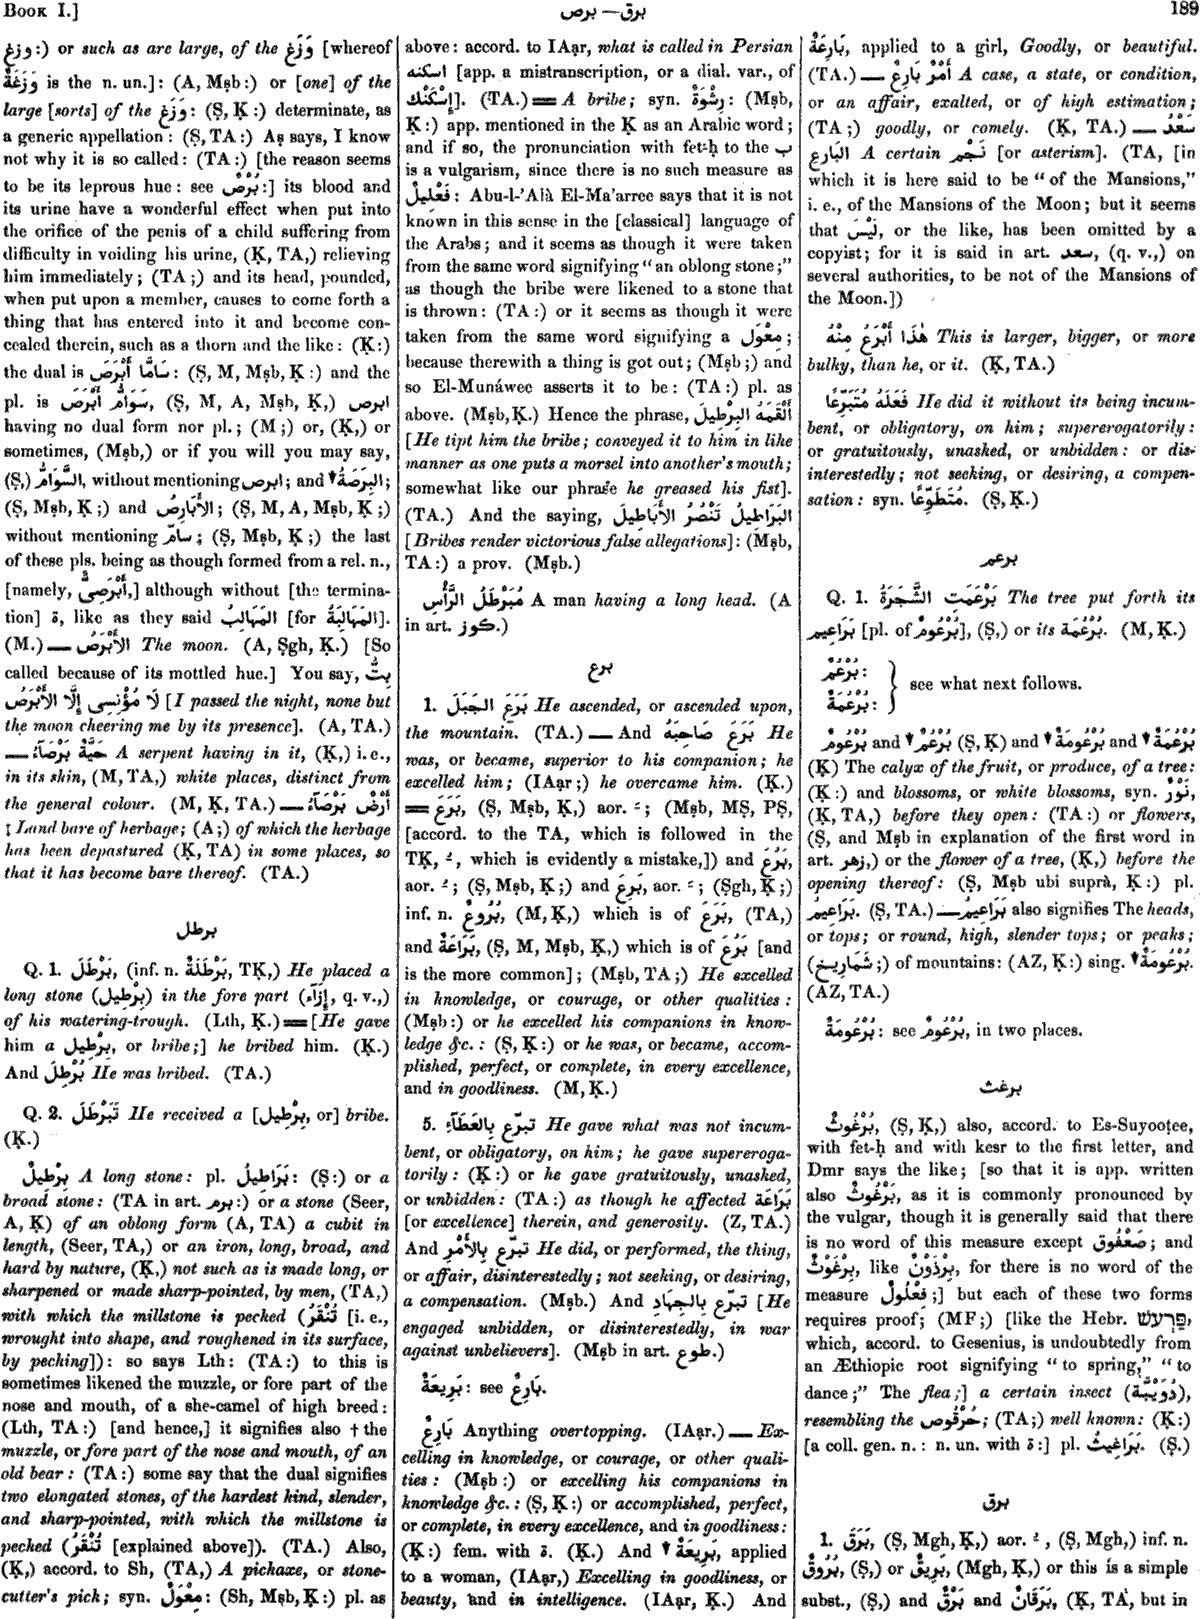 Book I.]
برق — برص
189
وزغ:) or such as are large, of the وَزَغ [whereof
وَزَغَةٌ is the n. un.]: (A, Mṣb:) or [one] of the
large [sorts] of the وَزَغ: (Ṣ, Ḳ:) determinate, as
a generic appellation: (Ṣ, TA:) Aṣ says, I know
not why it is so called: (TA:) [the reason seems
to be its leprous hue: see بُرْصٌ:] its blood and
its urine have a wonderful effect when put into
the orifice of the penis of a child suffering from
difficulty in voiding his urine, (Ḳ, TA,) relieving
him immediately; (TA;) and its head, pounded,
when put upon a member, causes to come forth a
thing that has entered into it and become con-
cealed therein, such as a thorn and the like: (Ḳ:)
the dual is سَامَّا أَبْرَصَ: (Ṣ, M, Mṣb, Ḳ:) and the
pl. is سَوَامُّ أَبْرَصَ, (Ṣ, M, A, Mṣb, Ḳ,) ابرص
having no dual form nor pl.; (M;) or, (Ḳ,) or
sometimes, (Mṣb,) or if you will you may say,
(Ṣ,) السَّوَامُّ, without mentioning ابرص; and ↓ البِرَصَةُ;
(Ṣ, Mṣb, Ḳ;) and الأَبَارِصُ; (Ṣ, M, A, Mṣb, Ḳ;)
without mentioning سامّ; (Ṣ, Mṣb, Ḳ;) the last
of these pls. being as though formed from a rel. n.,
[namely, أَبْرَصِىٌّ,] although without [the termina-
tion] ة, like as they said المَهَالِبُ [for المَهَالِبَةُ].
(M.) — الأَبْرَصُ The moon. (A, Ṣgh, Ḳ.) [So
called because of its mottled hue.] You say, بِتُّ
لَا مُؤْنِسِى إِلَّا الأَبْرَصُ [I passed the night, none but
the moon cheering me by its presence]. (A, TA.)
— حَيَّةٌ بَرْصَآءُ A serpent having in it, (Ḳ,) i.e.,
in its skin, (M, TA,) white places, distinct from
the general colour. (M, Ḳ, TA.) — أَرْضٌ بَرْصَآءُ
‡ Land bare of herbage; (A;) of which the herbage
has been depastured (Ḳ, TA) in some places, so
that it has become bare thereof. (TA.)
برطل
Q. 1. بَرْطَلَ, (inf. n. بَرْطَلَةٌ, TḲ,) He placed a
long stone (بِرْطِيل) in the fore part (إِزَآء, q. v.,)
of his watering-trough. (Lth, Ḳ.) ═ [He gave
him a بِرْطِيل, or bribe;] he bribed him. (Ḳ.)
And بُرْطِلَ He was bribed. (TA.)
Q. 2. تَبَرْطَلَ He received a [بِرْطِيل, or] bribe.
(Ḳ.)
بِرْطِيلٌ A long stone: pl. بَرَاطِيلُ: (Ṣ:) or a
broad stone: (TA in art. برم:) or a stone (Seer,
A, Ḳ) of an oblong form (A, TA) a cubit in
length, (Seer, TA,) or an iron, long, broad, and
hard by nature, (Ḳ,) not such as is made long, or
sharpened or made sharp-pointed, by men, (TA,)
with which the millstone is pecked (تُنْقَرُ [i. e.,
wrought into shape, and roughened in its surface,
by pecking]): so says Lth: (TA:) to this is
sometimes likened the muzzle, or fore part of the
nose and mouth, of a she-camel of high breed:
(Lth, TA:) [and hence,] it signifies also † the
muzzle, or fore part of the nose and mouth, of an
old bear: (TA:) some say that the dual signifies
two elongated stones, of the hardest kind, slender,
and sharp-pointed, with which the millstone is
pecked (تُنْقَرُ [explained above]). (TA.) Also,
(Ḳ,) accord. to Sh, (TA,) A pickaxe, or stone-
cutter's pick; syn. مِعْوَلٌ: (Sh, Mṣb, Ḳ:) pl. as
above: accord. to IAạr, what is called in Persian
اسكنه [app. a mistranscription, or a dial. var., of
إِسْكَنَك]. (TA.) ═ A bribe; syn. رِشْوَةٌ: (Mṣb,
Ḳ:) app. mentioned in the Ḳ as an Arabic word;
and if so, the pronunciation with fet-ḥ to the ب
is a vulgarism, since there is no such measure as
فَعْلِيلٌ: Abu-l-'Alà El-Ma'arree says that it is not
known in this sense in the [classical] language of
the Arabs; and it seems as though it were taken
from the same word signifying "an oblong stone;"
as though the bribe were likened to a stone that
is thrown: (TA:) or it seems as though it were
taken from the same word signifying a مِعْوَل;
because therewith a thing is got out; (Mṣb;) and
so El-Munáwee asserts it to be: (TA:) pl. as
above. (Mṣb, Ḳ.) Hence the phrase, أَلْقَمَهُ البِرْطِيلَ
[He tipt him the bribe; conveyed it to him in like
manner as one puts a morsel into another's mouth;
somewhat like our phrase he greased his fist].
(TA.) And the saying, البَرَاطِيلُ تَنْصُرُ الأَبَاطِيلَ
[Bribes render victorious false allegations]: (Mṣb,
TA:) a prov. (Mṣb.)
مُبَرْطَلُ الرَّأْسِ A man having a long head. (A
in art. كوز.)
برع
1. بَرَعَ الجَبَلَ He ascended, or ascended upon,
the mountain. (TA.) — And بَرَعَ صَاحِبَهُ He
was, or became, superior to his companion; he
excelled him; (IAạr;) he overcame him. (Ḳ.)
═ بَرَعَ, (Ṣ, Mṣb, Ḳ,) aor. ـَ; (Mṣb, MṢ, PṢ,
[accord. to the TA, which is followed in the
TḲ, ـُ, which is evidently a mistake,]) and بَرُعَ,
aor. ـُ; (Ṣ, Mṣb, Ḳ;) and بَرِعَ, aor. ـَ; (Ṣgh, Ḳ;)
inf. n. بُرُوعٌ, (M, Ḳ,) which is of بَرَعَ, (TA,)
and بَرَاعَةٌ, (Ṣ, M, Mṣb, Ḳ,) which is of بَرُعَ [and
is the more common]; (Mṣb, TA;) He excelled
in knowledge, or courage, or other qualities:
(Mṣb:) or he excelled his companions in know-
ledge &c.: (Ṣ, Ḳ:) or he was, or became, accom-
plished, perfect, or complete, in every excellence,
and in goodliness. (M, Ḳ.)
5. تبرّع بِالعَطَآءِ He gave what was not incum-
bent, or obligatory, on him; he gave supereroga-
torily: (Ḳ:) or he gave gratuitously, unasked,
or unbidden: (TA:) as though he affected بَرَاعَة
[or excellence] therein, and generosity. (Z, TA.)
And تبرّع بِالأَمْرِ He did, or performed, the thing,
or affair, disinterestedly; not seeking, or desiring,
a compensation. (Mṣb.) And تبرّع بِالجِهَادِ [He
engaged unbidden, or disinterestedly, in war
against unbelievers]. (Mṣb in art. طوع.)
بَرِيعَةٌ: see بَارِعٌ.
بَارِعٌ Anything overtopping. (IAạr.) — Ex-
celling in knowledge, or courage, or other quali-
ties: (Mṣb:) or excelling his companions in
knowledge &c.: (Ṣ, Ḳ:) or accomplished, perfect,
or complete, in every excellence, and in goodliness:
(Ḳ:) fem. with ة. (Ḳ.) And ↓ بَرِيعَةٌ, applied
to a woman, (IAạr,) Excelling in goodliness, or
beauty, and in intelligence. (IAạr, Ḳ.) And
بَارِعَةٌ, applied to a girl, Goodly, or beautiful.
(TA.) — أَمْرٌ بَارِعٌ A case, a state, or condition,
or an affair, exalted, or of high estimation;
(TA;) goodly, or comely. (Ḳ, TA.) — سَعْدُ
البَارِعِ A certain نَجْم [or asterism]. (TA, [in
which it is here said to be "of the Mansions,"
i. e., of the Mansions of the Moon; but it seems
that لَيْسَ, or the like, has been omitted by a
copyist; for it is said in art. سعد, (q. v.,) on
several authorities, to be not of the Mansions of
the Moon.])
هٰذَا أَبْرَعُ مِنْهُ This is larger, bigger, or more
bulky, than he, or it. (Ḳ, TA.)
فَعَلَهُ مُتَبَرِّعًا He did it without its being incum-
bent, or obligatory, on him; supererogatorily:
or gratuitously, unasked, or unbidden: or dis-
interestedly; not seeking, or desiring, a compen-
sation: syn. مُتَطَوِّعًا. (Ṣ, Ḳ.)
برعم
Q. 1. بَرْعَمَتِ الشَّجَرَةُ The tree put forth its
بَرَاعِيم [pl. of بُرْعُومٌ], (Ṣ,) or its بُرْعُمَة. (M, Ḳ.)
بُرْعُمٌ:
بُرْعُمَةٌ: } see what next follows.
بُرْعُومٌ and ↓ بُرْعُمٌ (Ṣ, Ḳ) and ↓ بُرْعُومَةٌ and ↓ بُرْعُمَةٌ
(Ḳ) The calyx of the fruit, or produce, of a tree:
(Ḳ:) and blossoms, or white blossoms, syn. نَوْرٌ,
(Ḳ, TA,) before they open: (TA:) or flowers,
(Ṣ, and Mṣb in explanation of the first word in
art. زهر,) or the flower of a tree, (Ḳ,) before the
opening thereof: (Ṣ, Mṣb ubi suprà, Ḳ:) pl.
بَرَاعِيمُ. (Ṣ, TA.) — بَرَاعِيمُ also signifies The heads,
or tops; or round, high, slender tops; or peaks;
(شَمَارِيخ;) of mountains: (AZ, Ḳ:) sing. ↓ بُرْعُومَةٌ.
(AZ, TA.)
بُرْعُومَةٌ: see بُرْعُومٌ, in two places.
برغث
بُرْغُوثٌ, (Ṣ, Ḳ,) also, accord. to Es-Suyooṭee,
with fet-ḥ and with kesr to the first letter, and
Dmr says the like; [so that it is app. written
also بَرْغُوثٌ, as it is commonly pronounced by
the vulgar, though it is generally said that there
is no word of this measure except صَعْفُوق; and
بِرْغَوْثٌ, like بِرْذَوْنٌ, for there is no word of the
measure فِعْلُولٌ;] but each of these two forms
requires proof; (MF;) [like the Hebr. פַּרְעֹשׁ,
which, accord. to Gesenius, is undoubtedly from
an Æthiopic root signifying "to spring," "to
dance;" The flea;] a certain insect (دُوَيْبَّة),
resembling the حُرْقُوص; (TA;) well known: (Ḳ:)
[a coll. gen. n.: n. un. with ة:] pl. بَرَاغِيثُ. (Ṣ.)
برق
1. بَرَقَ, (Ṣ, Mgh, Ḳ,) aor. ـُ, (Ṣ, Mgh,) inf. n.
بُرُوقٌ, (Ṣ,) or بَرِيقٌ, (Mgh, Ḳ,) or this is a simple
subst., (Ṣ,) and بَرْقٌ and بَرَقَانٌ, (Ḳ, TA, but in